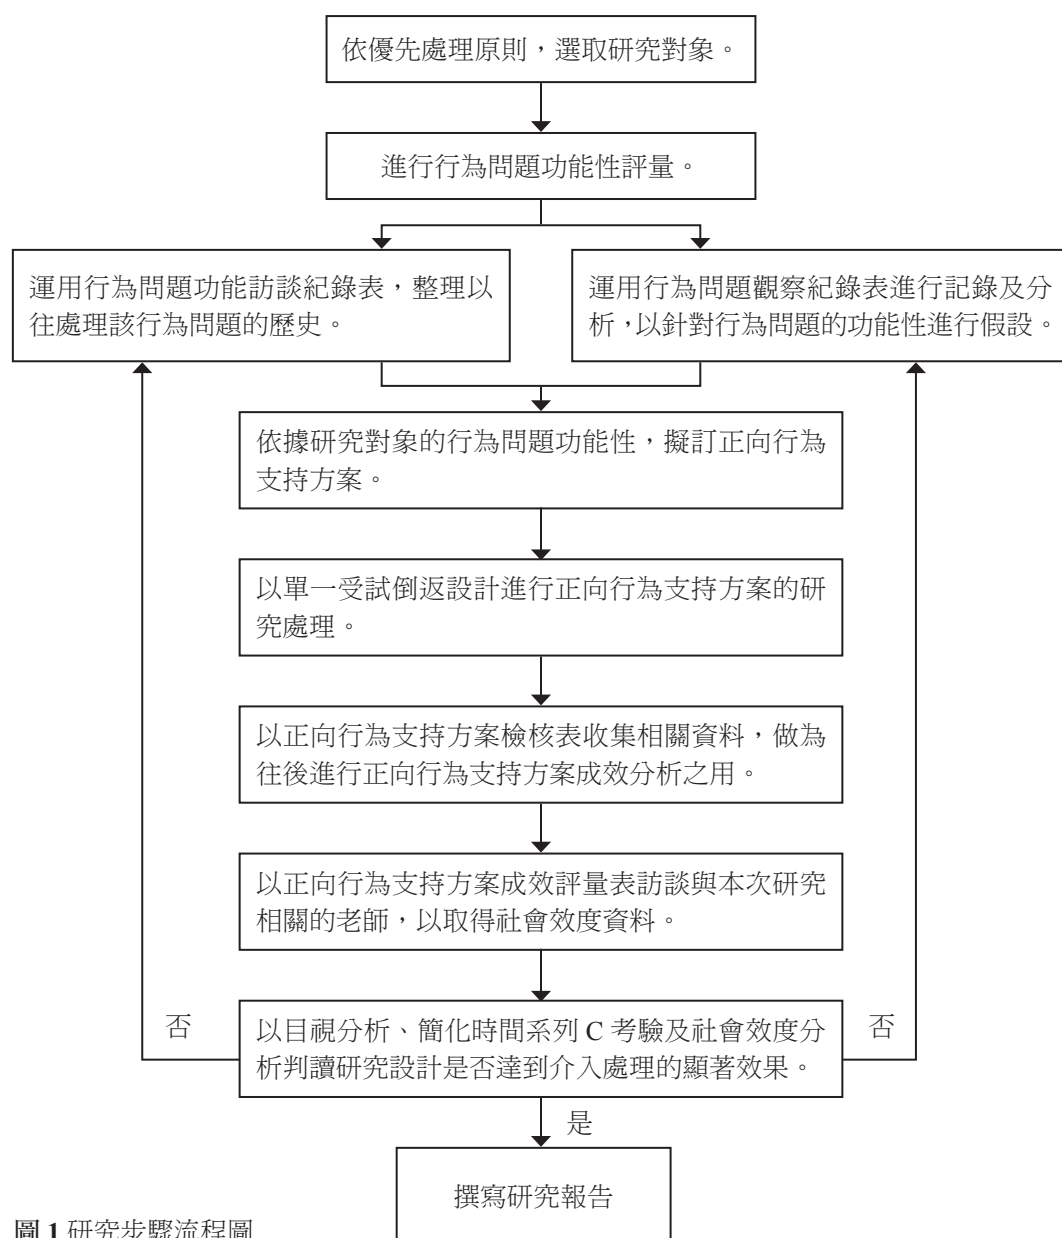 依優先處理原則,選取研究對象。
進行行為問題功能性評量。
運用行為問題功能訪談紀錄表,整理以
往處理該行為問題的歷史。
運用行為問題觀察紀錄表進行記錄及分
析,以針對行為問題的功能性進行假設。
依據研究對象的行為問題功能性,擬訂正向行為
支持方案。
以單一受試倒返設計進行正向行為支持方案的研
究處理。
以正向行為支持方案檢核表收集相關資料,做為
往後進行正向行為支持方案成效分析之用。
以正向行為支持方案成效評量表訪談與本次研究
相關的老師,以取得社會效度資料。
否
以目視分析、簡化時間系列 C 考驗及社會效度分
析判讀研究設計是否達到介入處理的顯著效果。
否
是
撰寫研究報告
圖 1 研究步驟流程圖